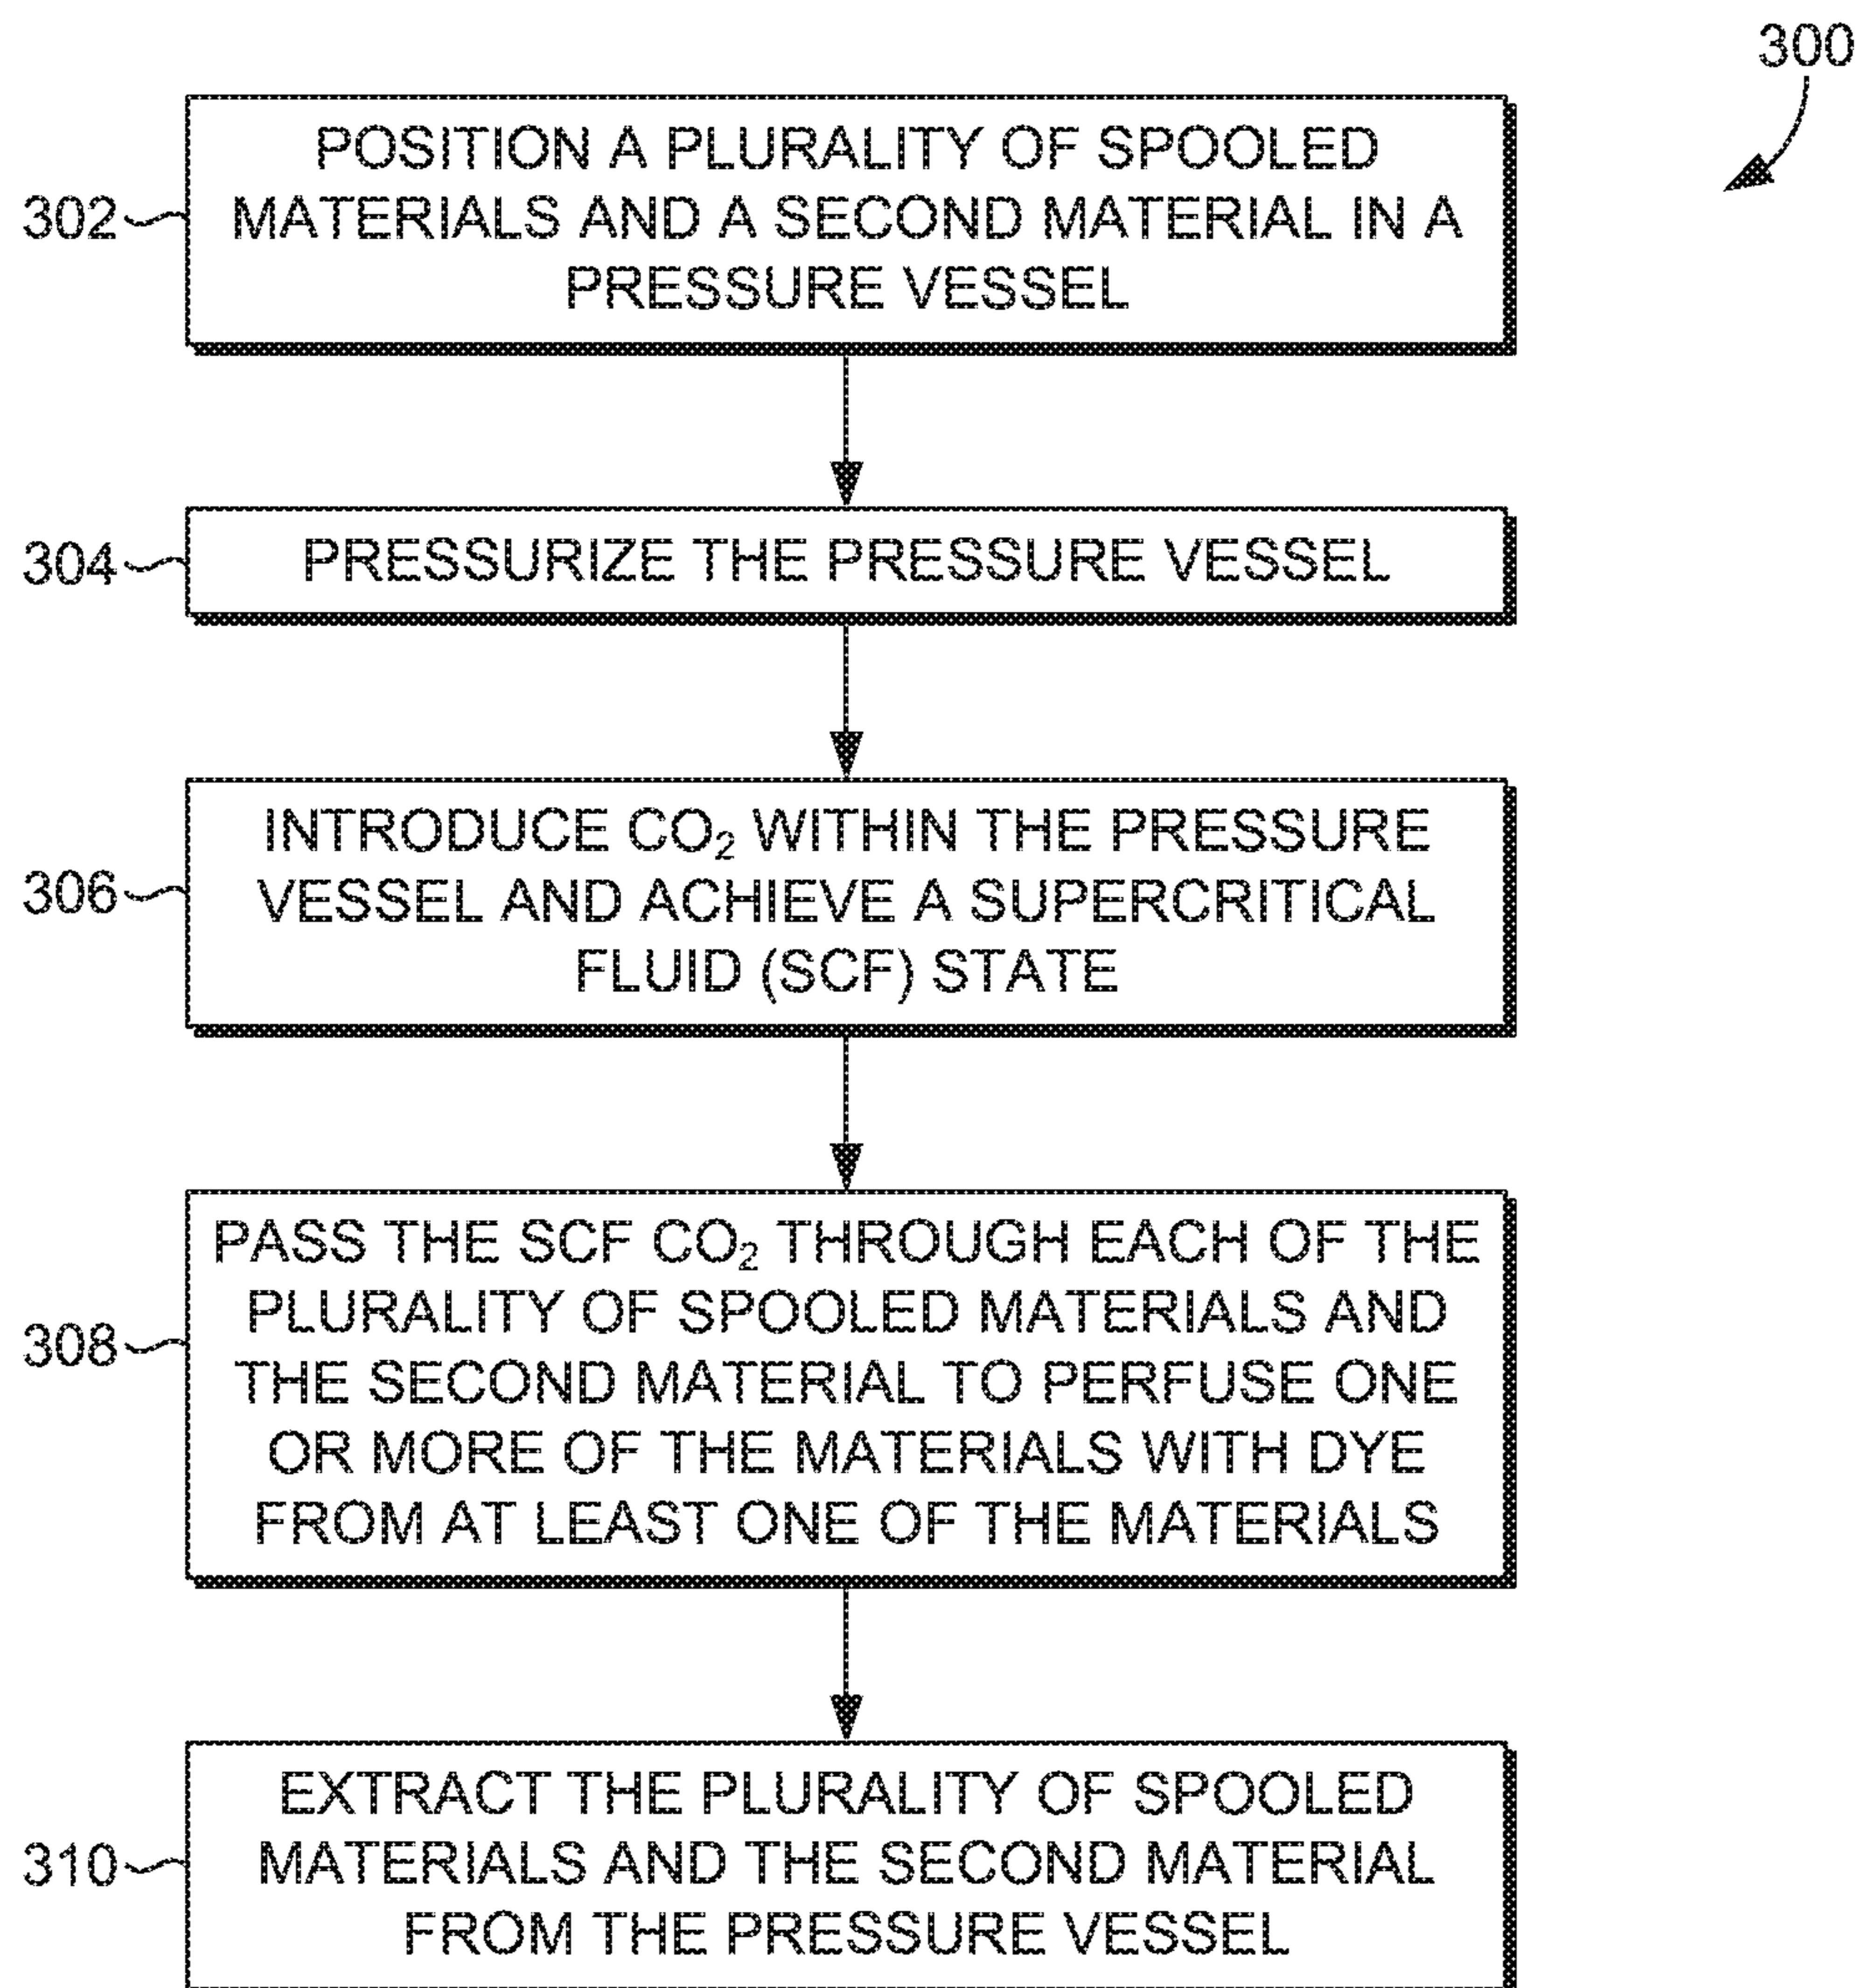 300
302
POSITION A PLURALITY OF SPOOLED
MATERIALS AND A SECOND MATERIAL IN A
PRESSURE VESSEL
304
PRESSURIZE THE PRESSURE VESSEL
306
INTRODUCE CO₂ WITHIN THE PRESSURE
VESSEL AND ACHIEVE A SUPERCRITICAL
FLUID (SCF) STATE
308
PASS THE SCF CO₂ THROUGH EACH OF THE
PLURALITY OF SPOOLED MATERIALS AND
THE SECOND MATERIAL TO PERFUSE ONE
OR MORE OF THE MATERIALS WITH DYE
FROM AT LEAST ONE OF THE MATERIALS
310
EXTRACT THE PLURALITY OF SPOOLED
MATERIALS AND THE SECOND MATERIAL
FROM THE PRESSURE VESSEL